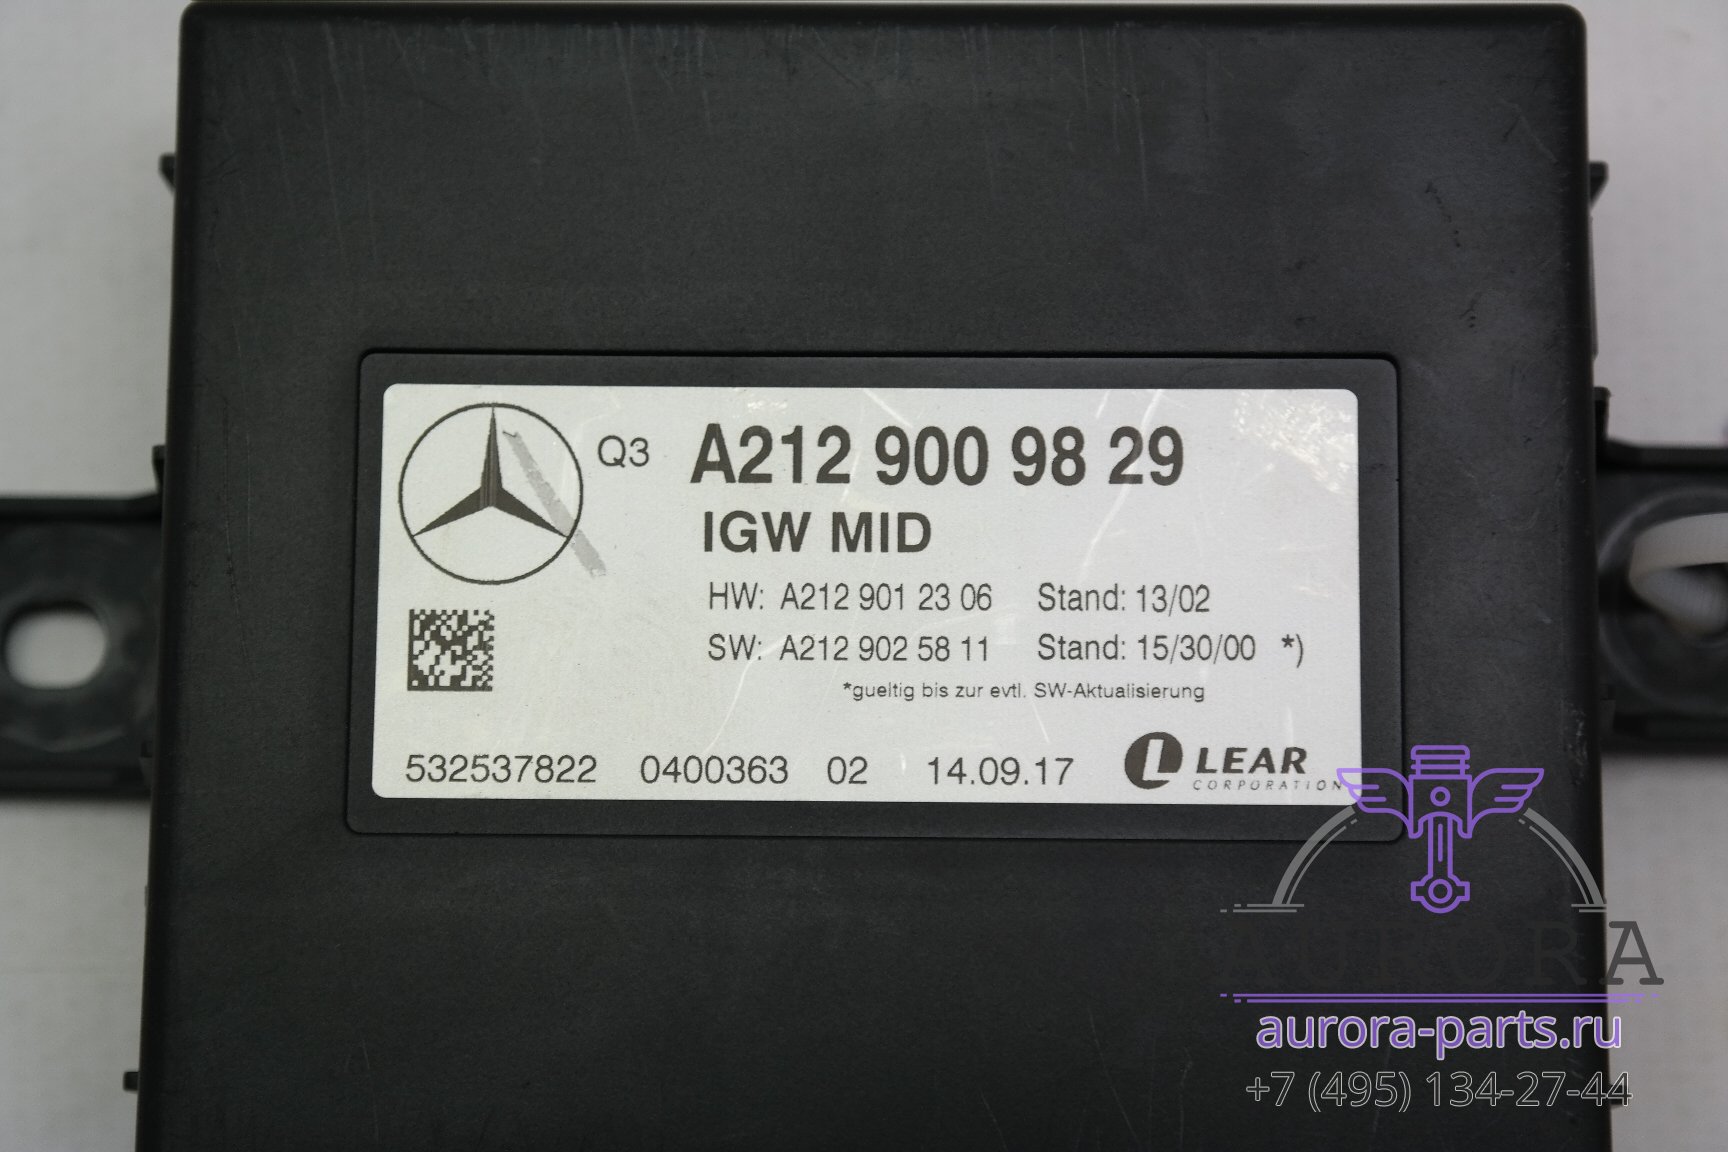 Q3 A212 900 98 29
IGW MID
HW: A212 901 23 06 Stand: 13/02
SW: A212 902 58 11 Stand: 15/30/00 *)
*gueltig bis zur evtl. SW-Aktualisierung
532537822 0400363 02 14.09.17 L LEAR
CORPORATION
AURORA
aurora-parts.ru
+7 (495) 134-27-44